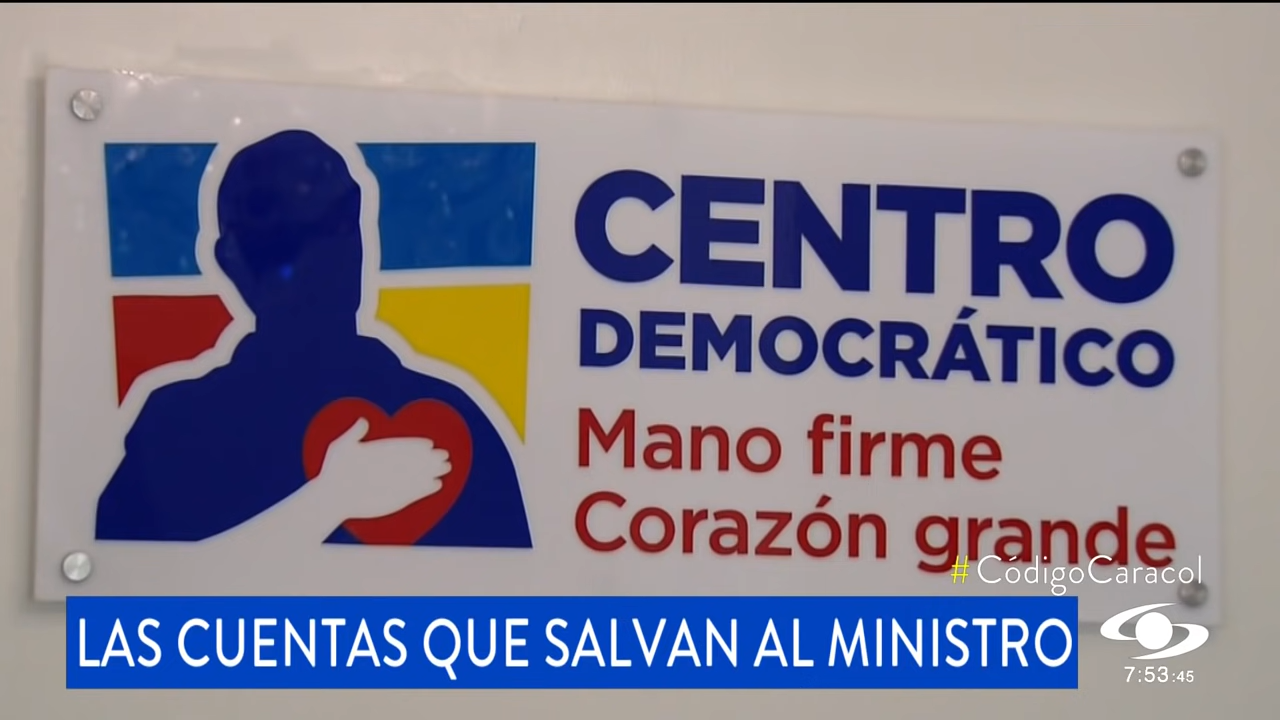 CENTRO
DEMOCRÁTICO
Mano firme
Corazón grande
#CódigoCaracol
LAS CUENTAS QUE SALVAN AL MINISTRO
7:53:45